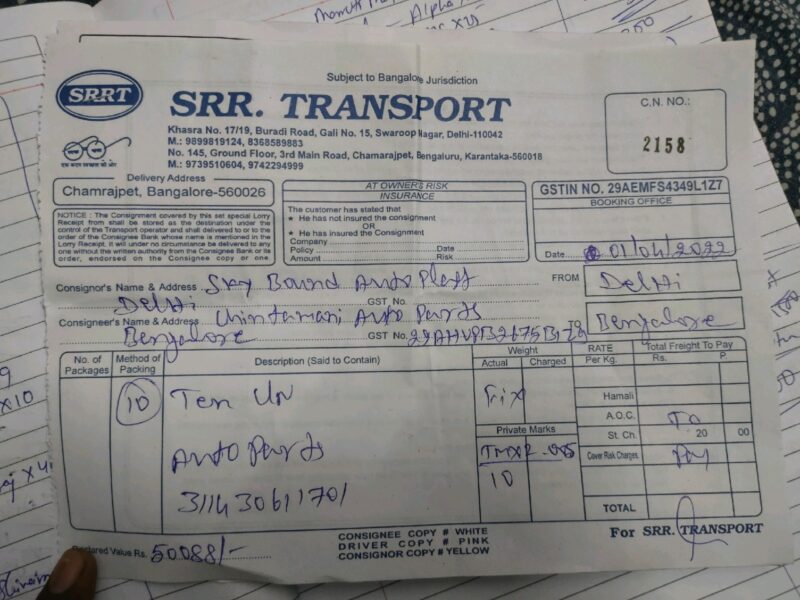 Subject to Bangalore Jurisdiction
SRRT
SRR. TRANSPORT
Khasra No. 17/19, Buradi Road, Gali No. 15, Swaroop Nagar, Delhi-110042
M.: 9899819124, 8368589883
No. 145, Ground Floor, 3rd Main Road, Chamarajpet, Bengaluru, Karantaka-560018
M.: 9739510604, 9742294999
C.N. NO.:
2158
एक कदम स्वच्छता की ओर
Delivery Address
Chamrajpet, Bangalore-560026
NOTICE : The Consignment covered by this set special Lorry
Receipt from shall be stored as the destination under the
control of the Transport operator and shall delivered to or to the
order of the Consignee Bank whose name is mentioned in the
Lorry Receipt, it will under no circumstance be delivered to any
one without the written authority from the Consignee Bank or its
order, endorsed on the Consignee copy or one
AT OWNERS RISK
INSURANCE
The customer has stated that
★ He has not insured the consignment
OR
★ He has insured the Consignment
Company
Policy Date
Amount Risk
GSTIN NO. 29AEMFS4349L1Z7
BOOKING OFFICE
Date 01/04/2022
Consignor's Name & Address Sky Bound Auto
Delhi GST No.
FROM Delhi
Consigneer's Name & Address Chintamani Auto Parts
Bengalore GST No.
Bengalore
No. of Packages
Method of Packing
Description (Said to Contain)
Weight
Actual Charged
RATE
Per Kg.
Total Freight To Pay
Rs. P.
10 Ten Fix
Hamali
A.O.C. To
Private Marks
St. Ch. 20 00
Auto Parts
Cover Risk Charges Pay
10
311430611701
TOTAL
Declared Value Rs. 50088/-
CONSIGNEE COPY # WHITE
DRIVER COPY # PINK
CONSIGNOR COPY # YELLOW
For SRR. TRANSPORT